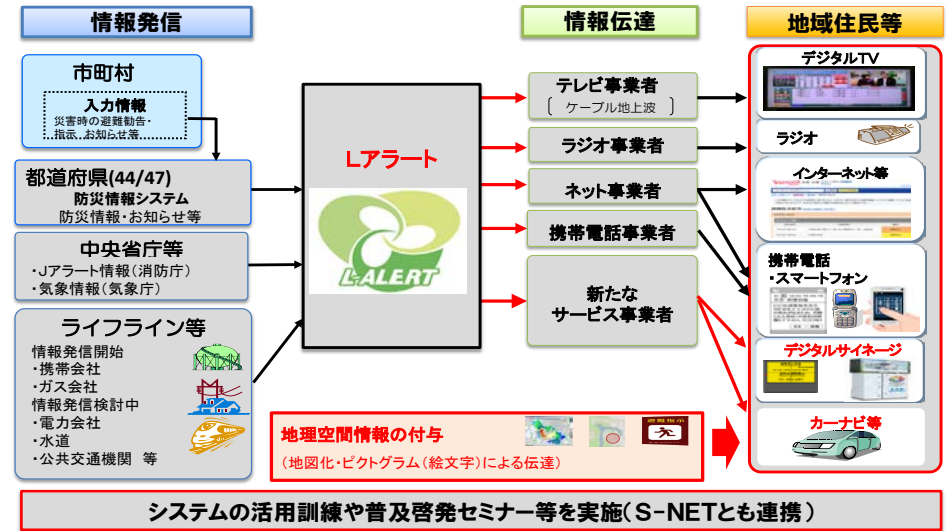 情報発信
情報伝達
地域住民等
市町村
入力情報
災害時の避難勧告・
指示、お知らせ等
都道府県(44/47)
防災情報システム
防災情報・お知らせ等
中央省庁等
・Jアラート情報(消防庁)
・気象情報(気象庁)
ライフライン等
情報発信開始
・携帯会社
・ガス会社
情報発信検討中
・電力会社
・水道
・公共交通機関 等
Lアラート
L-ALERT
テレビ事業者
〔 ケーブル地上波 〕
ラジオ事業者
ネット事業者
携帯電話事業者
新たな
サービス事業者
デジタルTV
ラジオ
インターネット等
携帯電話
・スマートフォン
デジタルサイネージ
カーナビ等
地理空間情報の付与
(地図化・ピクトグラム(絵文字)による伝達)
避難指示
システムの活用訓練や普及啓発セミナー等を実施(S-NETとも連携)